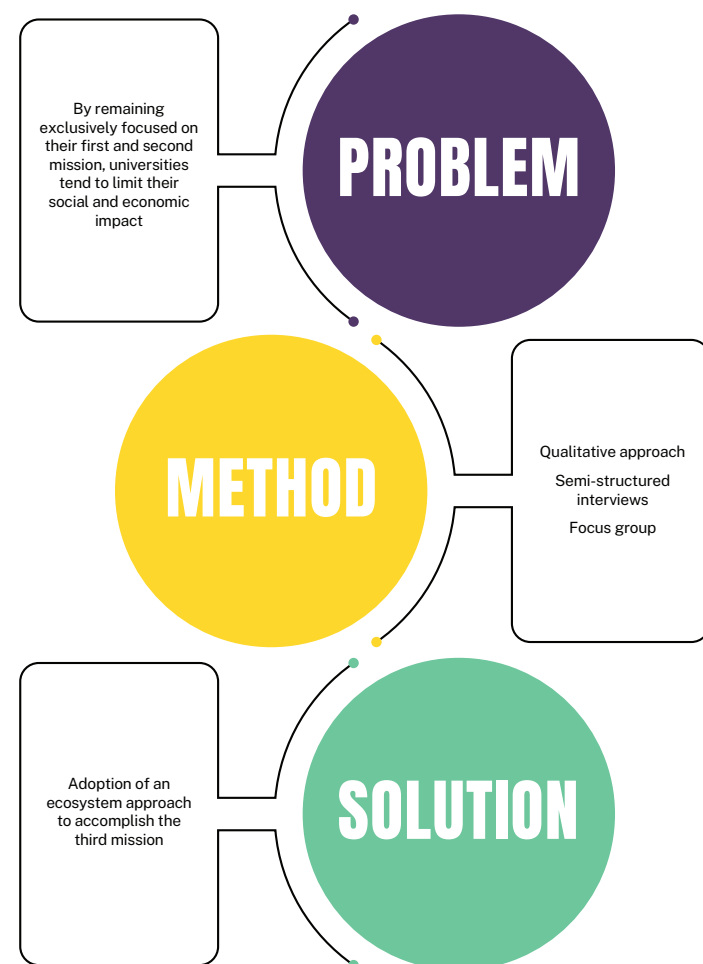 By remaining
exclusively focused on
their first and second
mission, universities
tend to limit their
social and economic
impact
PROBLEM
METHOD
Qualitative approach
Semi-structured
interviews
Focus group
Adoption of an
ecosystem approach
to accomplish the
third mission
SOLUTION